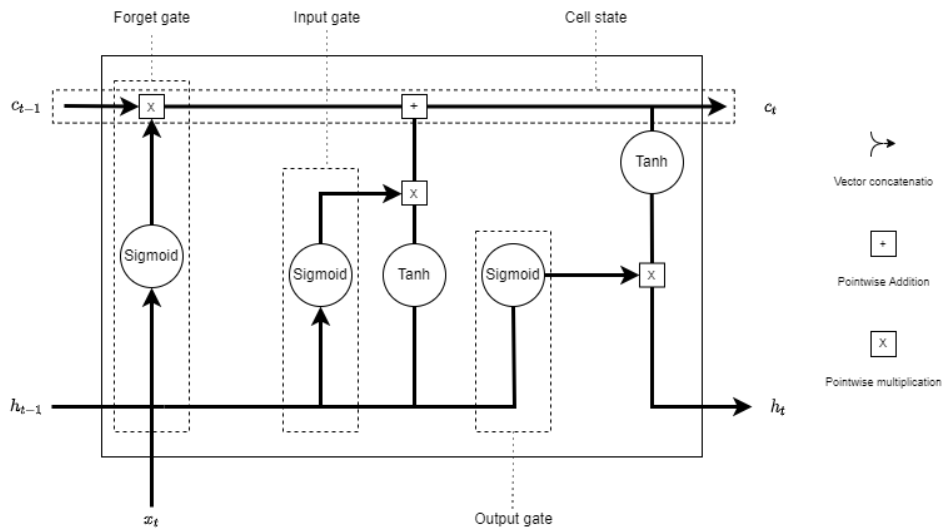 Forget gate
Input gate
Cell state
c_{t-1}
X
+
c_t
Tanh
Vector concatenatio
X
+
Sigmoid
Sigmoid
Tanh
Sigmoid
X
Pointwise Addition
X
Pointwise multiplication
h_{t-1}
h_t
x_t
Output gate